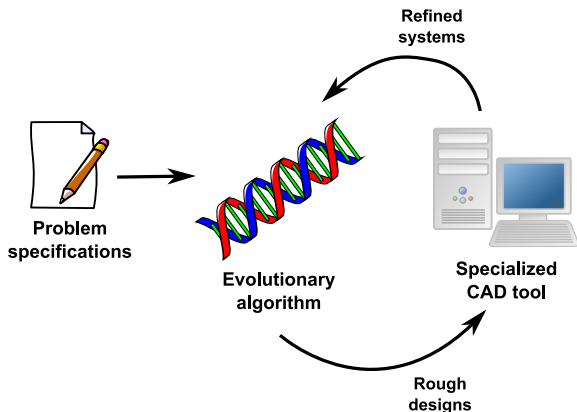 Refined
systems
Problem
specifications
Evolutionary
algorithm
Specialized
CAD tool
Rough
designs